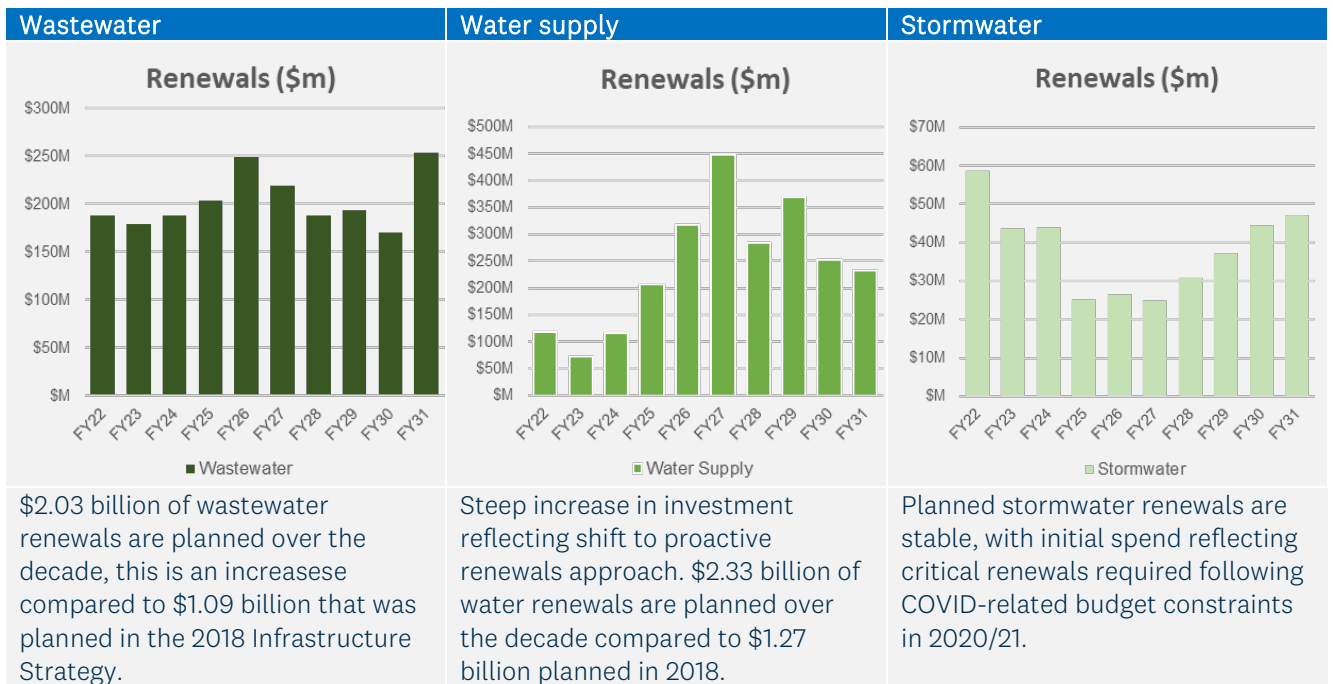 Wastewater
Renewals ($m)
$300M
$250M
$200M
$150M
$100M
$50M
$M
FY22 FY23 FY24 FY25 FY26 FY27 FY28 FY29 FY30 FY31
Wastewater
$2.03 billion of wastewater
renewals are planned over the
decade, this is an increasese
compared to $1.09 billion that was
planned in the 2018 Infrastructure
Strategy.
Water supply
Renewals ($m)
$500M
$450M
$400M
$350M
$300M
$250M
$200M
$150M
$100M
$50M
$M
FY22 FY23 FY24 FY25 FY26 FY27 FY28 FY29 FY30 FY31
Water Supply
Steep increase in investment
reflecting shift to proactive
renewals approach. $2.33 billion of
water renewals are planned over
the decade compared to $1.27
billion planned in 2018.
Stormwater
Renewals ($m)
$70M
$60M
$50M
$40M
$30M
$20M
$10M
$M
FY22 FY23 FY24 FY25 FY26 FY27 FY28 FY29 FY30 FY31
Stormwater
Planned stormwater renewals are
stable, with initial spend reflecting
critical renewals required following
COVID-related budget constraints
in 2020/21.